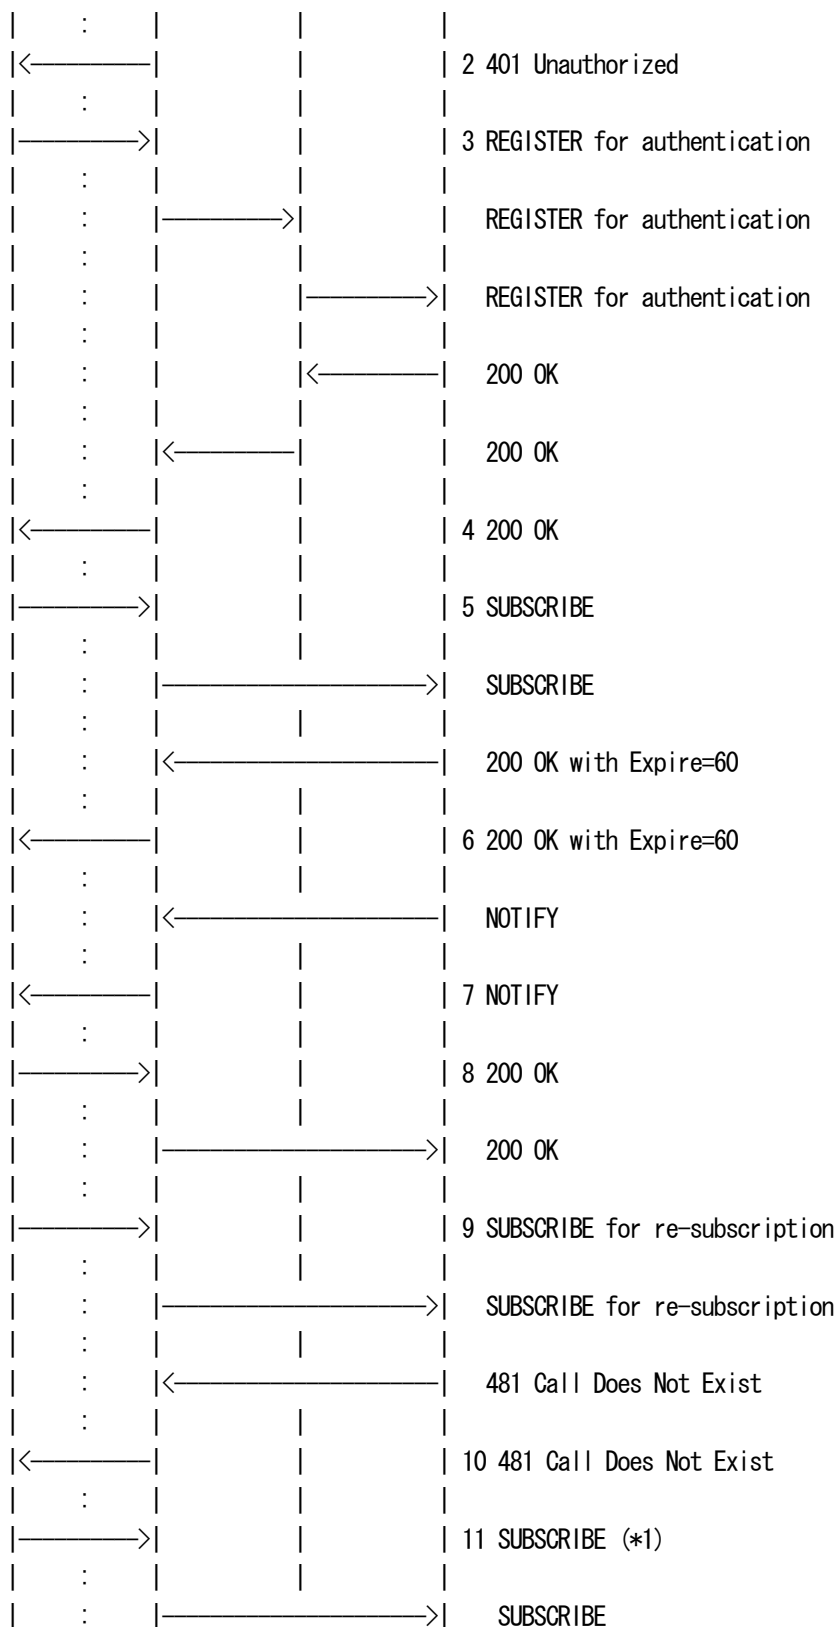 2 401 Unauthorized
3 REGISTER for authentication
REGISTER for authentication
REGISTER for authentication
200 OK
200 OK
4 200 OK
5 SUBSCRIBE
SUBSCRIBE
200 OK with Expire=60
6 200 OK with Expire=60
NOTIFY
7 NOTIFY
8 200 OK
200 OK
9 SUBSCRIBE for re-subscription
SUBSCRIBE for re-subscription
481 Call Does Not Exist
10 481 Call Does Not Exist
11 SUBSCRIBE (*1)
SUBSCRIBE